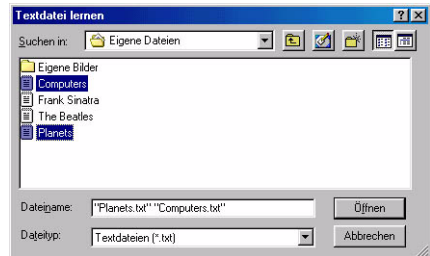 Textdatei lernen
Suchen in: Eigene Dateien
Eigene Bilder
Computers
Frank Sinatra
The Beatles
Planets
Dateiname: "Planets.txt" "Computers.txt" Öffnen
Dateityp: Textdateien (*.txt) Abbrechen